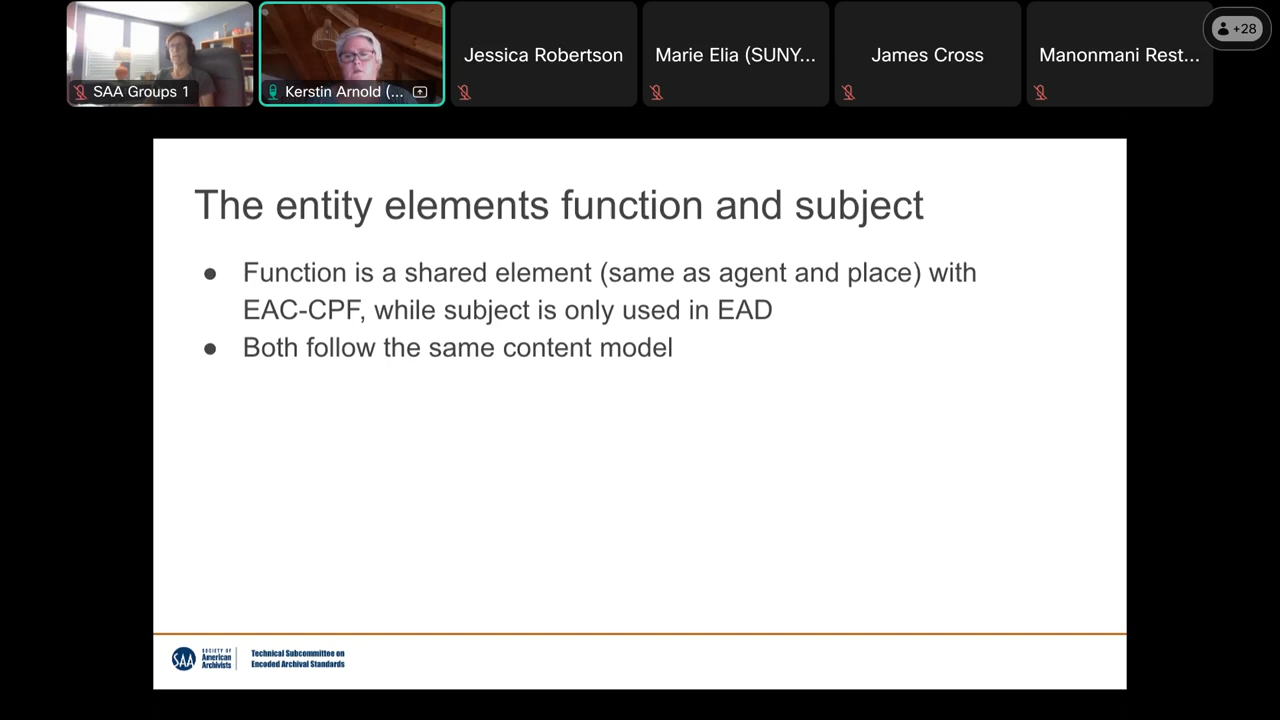 SAA Groups 1
Kerstin Arnold (...
Jessica Robertson
Marie Elia (SUNY...
James Cross
Manonmani Rest...
+28
The entity elements function and subject
● Function is a shared element (same as agent and place) with
EAC-CPF, while subject is only used in EAD
● Both follow the same content model
SAA
SOCIETY OF
American
Archivists
Technical Subcommittee on
Encoded Archival Standards